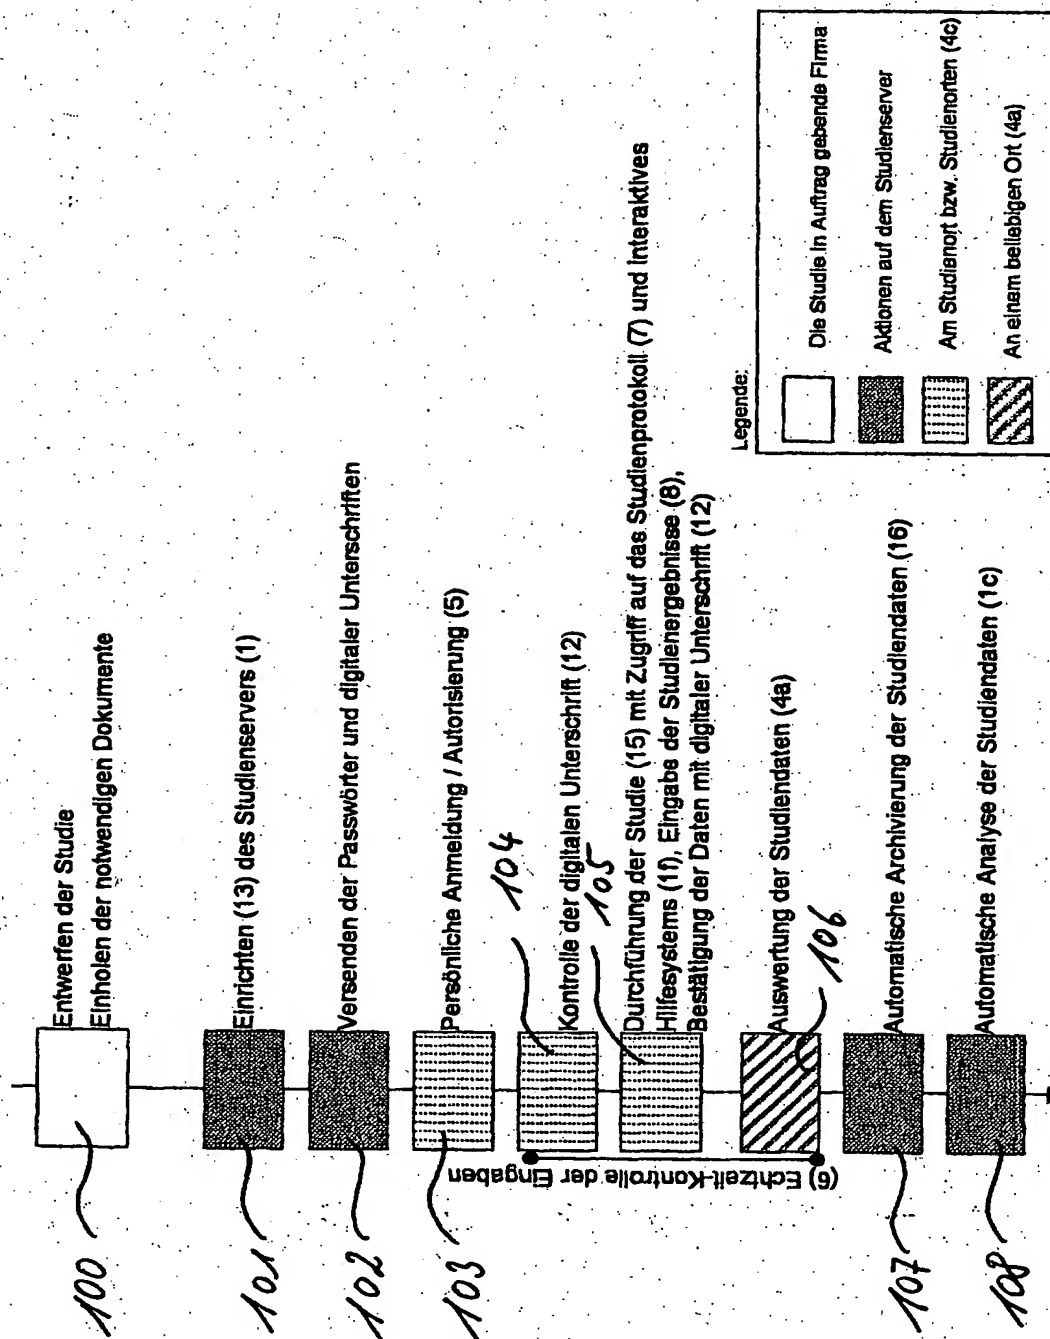 100
Entwerfen der Studie
Einholen der notwendigen Dokumente
101
Einrichten (13) des Studienservers (1)
102
Versenden der Passwörter und digitaler Unterschriften
103
Persönliche Anmeldung / Autorisierung (5)
104
Kontrolle der digitalen Unterschrift (12)
105
Durchführung der Studie (15) mit Zugriff auf das Studienprotokoll (7) und interaktives
Hilfesystems (11), Eingabe der Studienergebnisse (8),
Bestätigung der Daten mit digitaler Unterschrift (12)
(6) Echtzeit-Kontrolle der Eingaben
Auswertung der Studiendaten (4a)
106
107
Automatische Archivierung der Studiendaten (16)
108
Automatische Analyse der Studiendaten (1c)
Legende:
Die Studie in Auftrag gebende Firma
Aktionen auf dem Studienserver
Am Studienort bzw. Studienorten (4c)
An einem beliebigen Ort (4a)